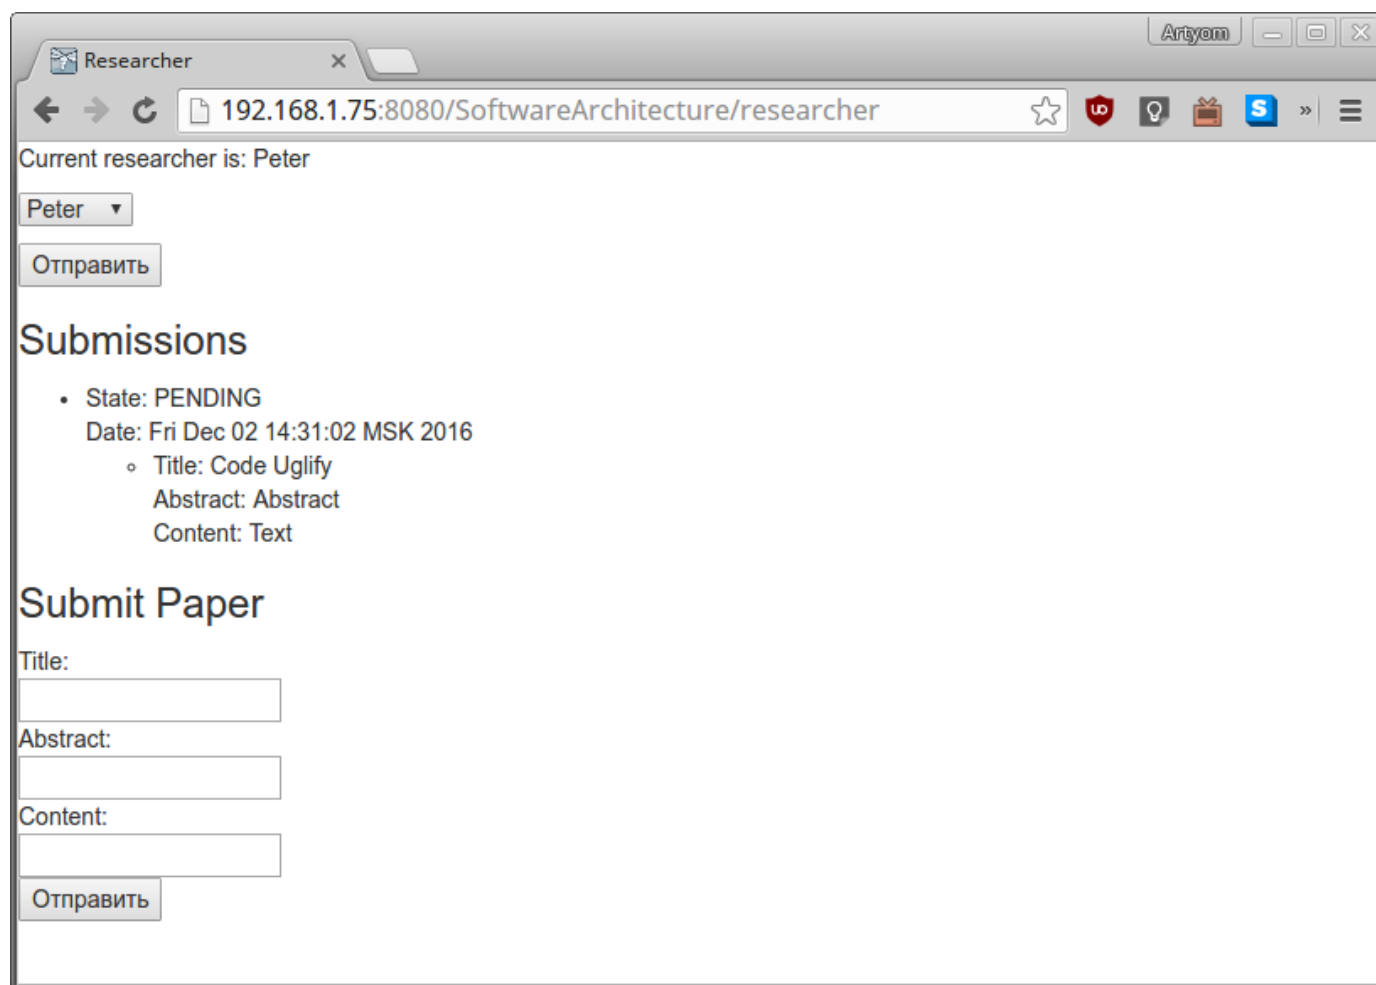 Artyom
Researcher
192.168.1.75:8080/SoftwareArchitecture/researcher
Current researcher is: Peter
Peter
Отправить
Submissions
State: PENDING
Date: Fri Dec 02 14:31:02 MSK 2016
Title: Code Uglify
Abstract: Abstract
Content: Text
Submit Paper
Title:
Abstract:
Content:
Отправить